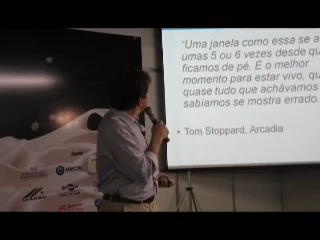 “Uma janela como essa se a
umas 5 ou 6 vezes desde qu
ficamos de pé. É o melhor
momento para estar vivo, qu
quase tudo que achávamos
sabíamos se mostra errado.
• Tom Stoppard, Arcadia